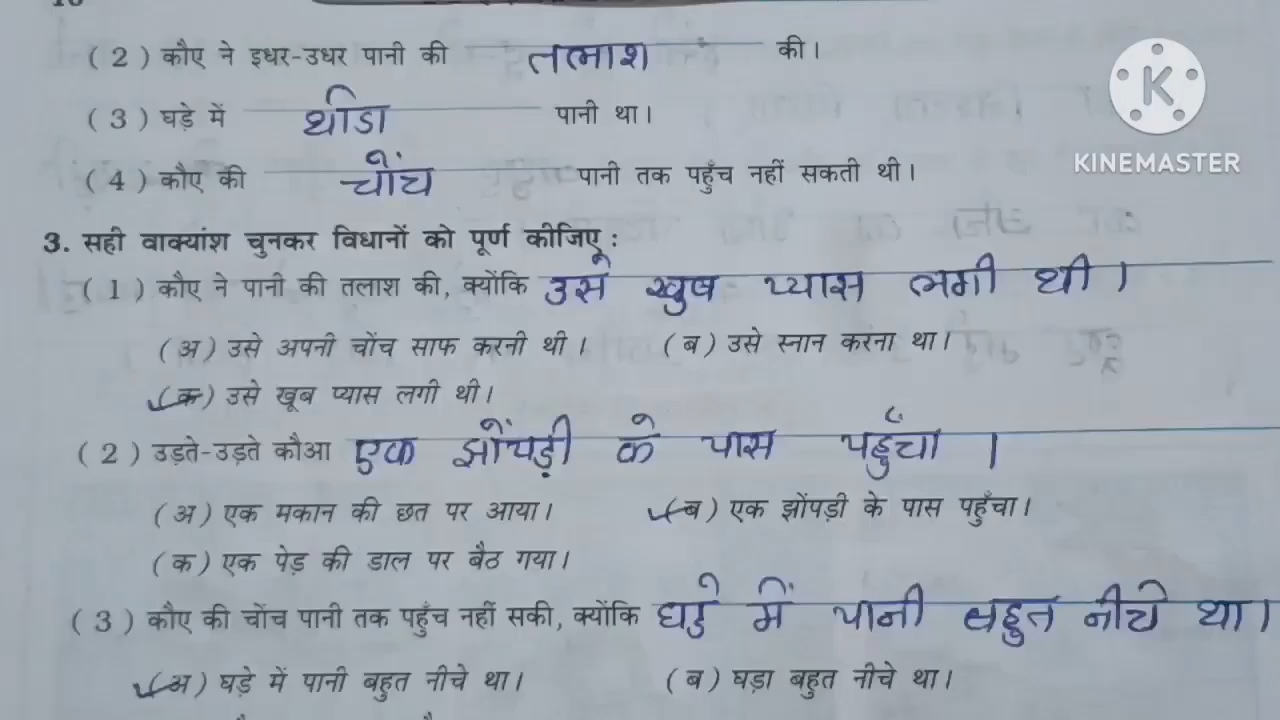 ( 2 ) कौए ने इधर-उधर पानी की तलाश की।
( 3 ) घड़े में थोडा पानी था।
( 4 ) कौए की चोंच पानी तक पहुँच नहीं सकती थी।
KINEMASTER
3. सही वाक्यांश चुनकर विधानों को पूर्ण कीजिए :
( 1 ) कौए ने पानी की तलाश की, क्योंकि उसे खुब प्यास लगी थी।
( अ ) उसे अपनी चोंच साफ करनी थी। ( ब ) उसे स्नान करना था।
( क ) उसे खूब प्यास लगी थी।
( 2 ) उड़ते-उड़ते कौआ एक झोंपड़ी के पास पहुँचा ।
( अ ) एक मकान की छत पर आया। ( ब ) एक झोंपड़ी के पास पहुँचा।
( क ) एक पेड़ की डाल पर बैठ गया।
( 3 ) कौए की चोंच पानी तक पहुँच नहीं सकी, क्योंकि घडे में पानी बहुत नीचे था।
( अ ) घड़े में पानी बहुत नीचे था। ( ब ) घड़ा बहुत नीचे था।